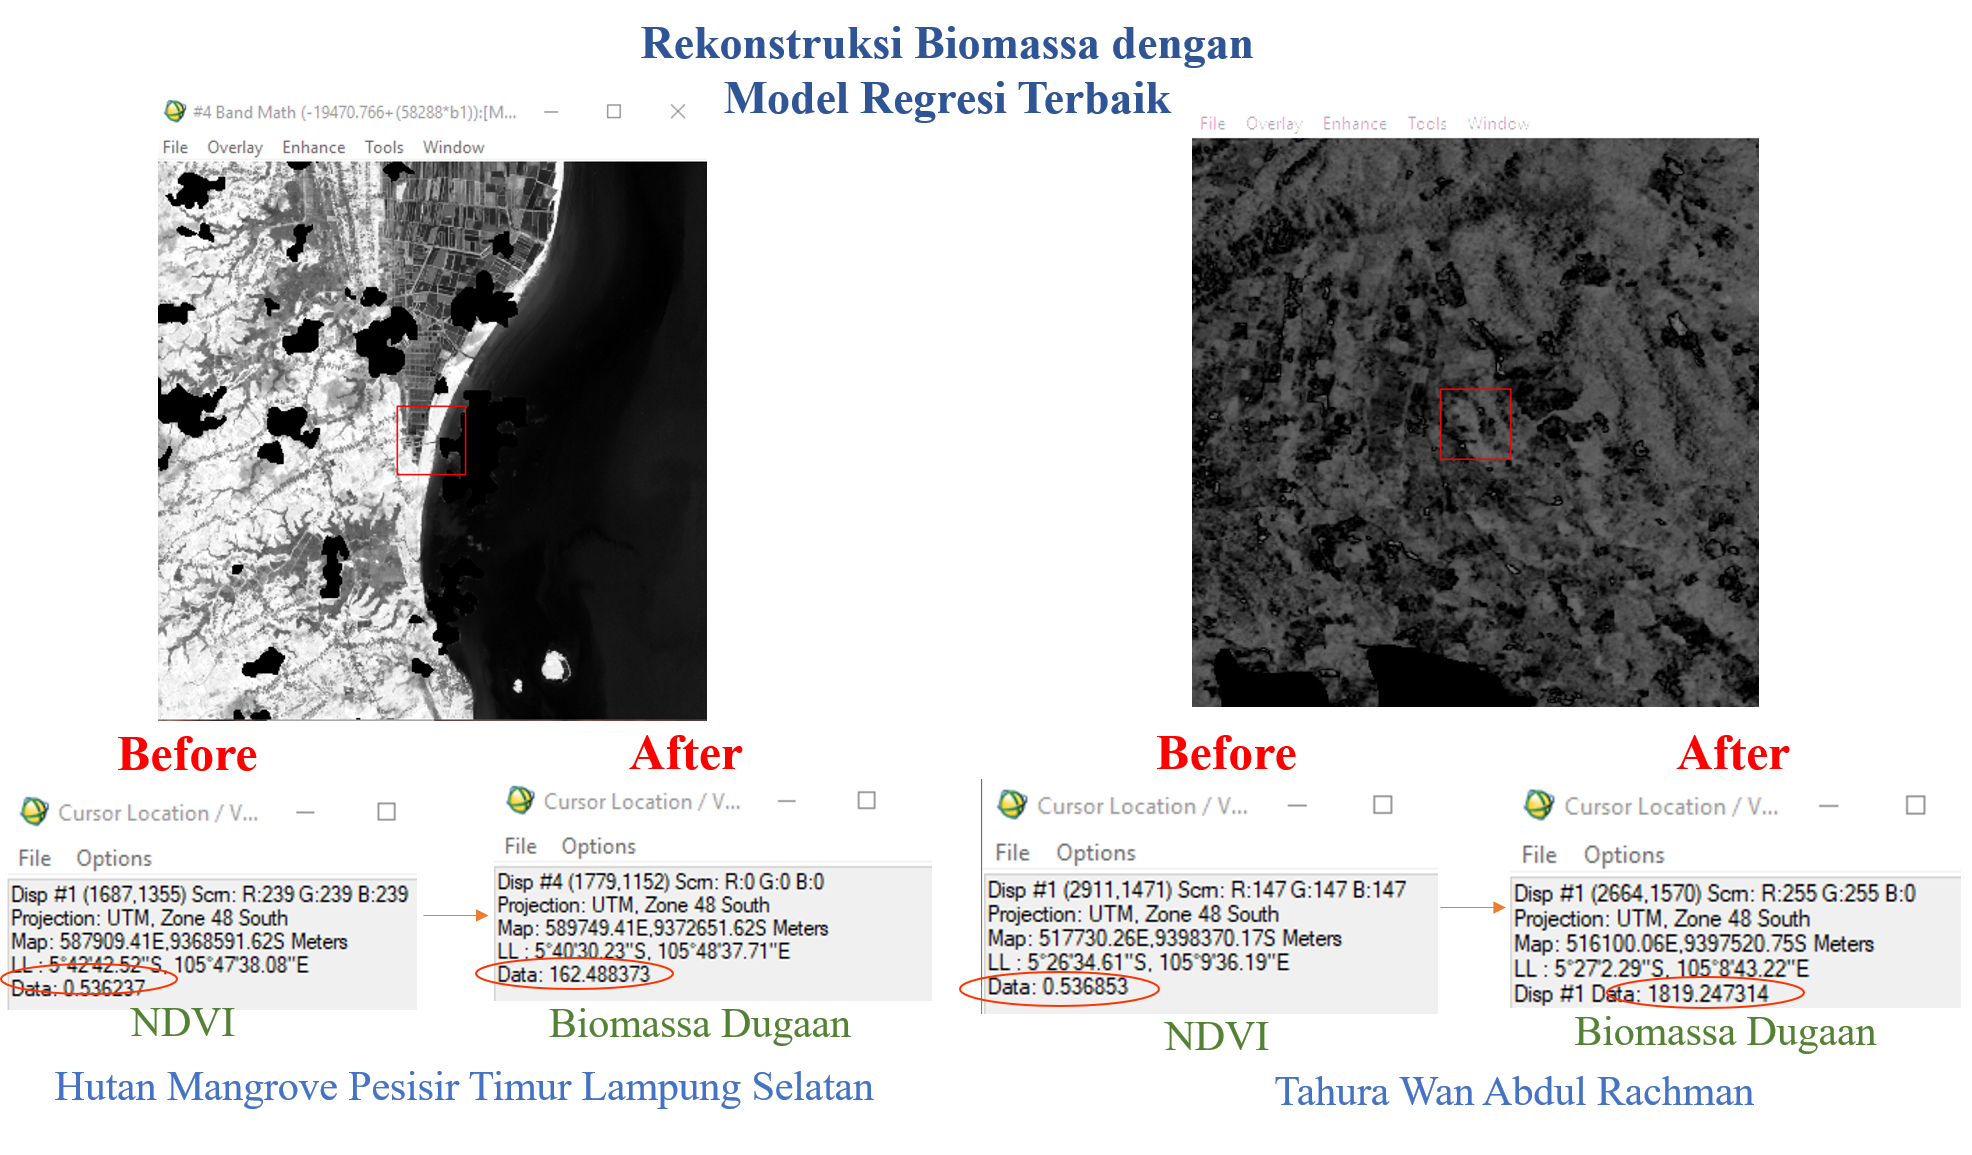 Rekonstruksi Biomassa dengan
Model Regresi Terbaik
#4 Band Math (-19470.766+(58288*b1)):[M...
File Overlay Enhance Tools Window
File Overlay Enhance Tools Window
Before
After
Before
After
Cursor Location / V...
File Options
Disp #1 (1687,1355) Scrn: R:239 G:239 B:239
Projection: UTM, Zone 48 South
Map: 587909.41E,9368591.62S Meters
LL : 5°42'42.52"S, 105°47'38.08"E
Data: 0.536237
NDVI
Cursor Location / V...
File Options
Disp #4 (1779,1152) Scrn: R:0 G:0 B:0
Projection: UTM, Zone 48 South
Map: 589749.41E,9372651.62S Meters
LL : 5°40'30.23"S, 105°48'37.71"E
Data: 162.488373
Biomassa Dugaan
Hutan Mangrove Pesisir Timur Lampung Selatan
Cursor Location / V...
File Options
Disp #1 (2911,1471) Scrn: R:147 G:147 B:147
Projection: UTM, Zone 48 South
Map: 517730.26E,9398370.17S Meters
LL : 5°26'34.61"S, 105°9'36.19"E
Data: 0.536853
NDVI
Cursor Location / V...
File Options
Disp #1 (2664,1570) Scrn: R:255 G:255 B:0
Projection: UTM, Zone 48 South
Map: 516100.06E,9397520.75S Meters
LL : 5°27'2.29"S, 105°8'43.22"E
Disp #1 Data: 1819.247314
Biomassa Dugaan
Tahura Wan Abdul Rachman